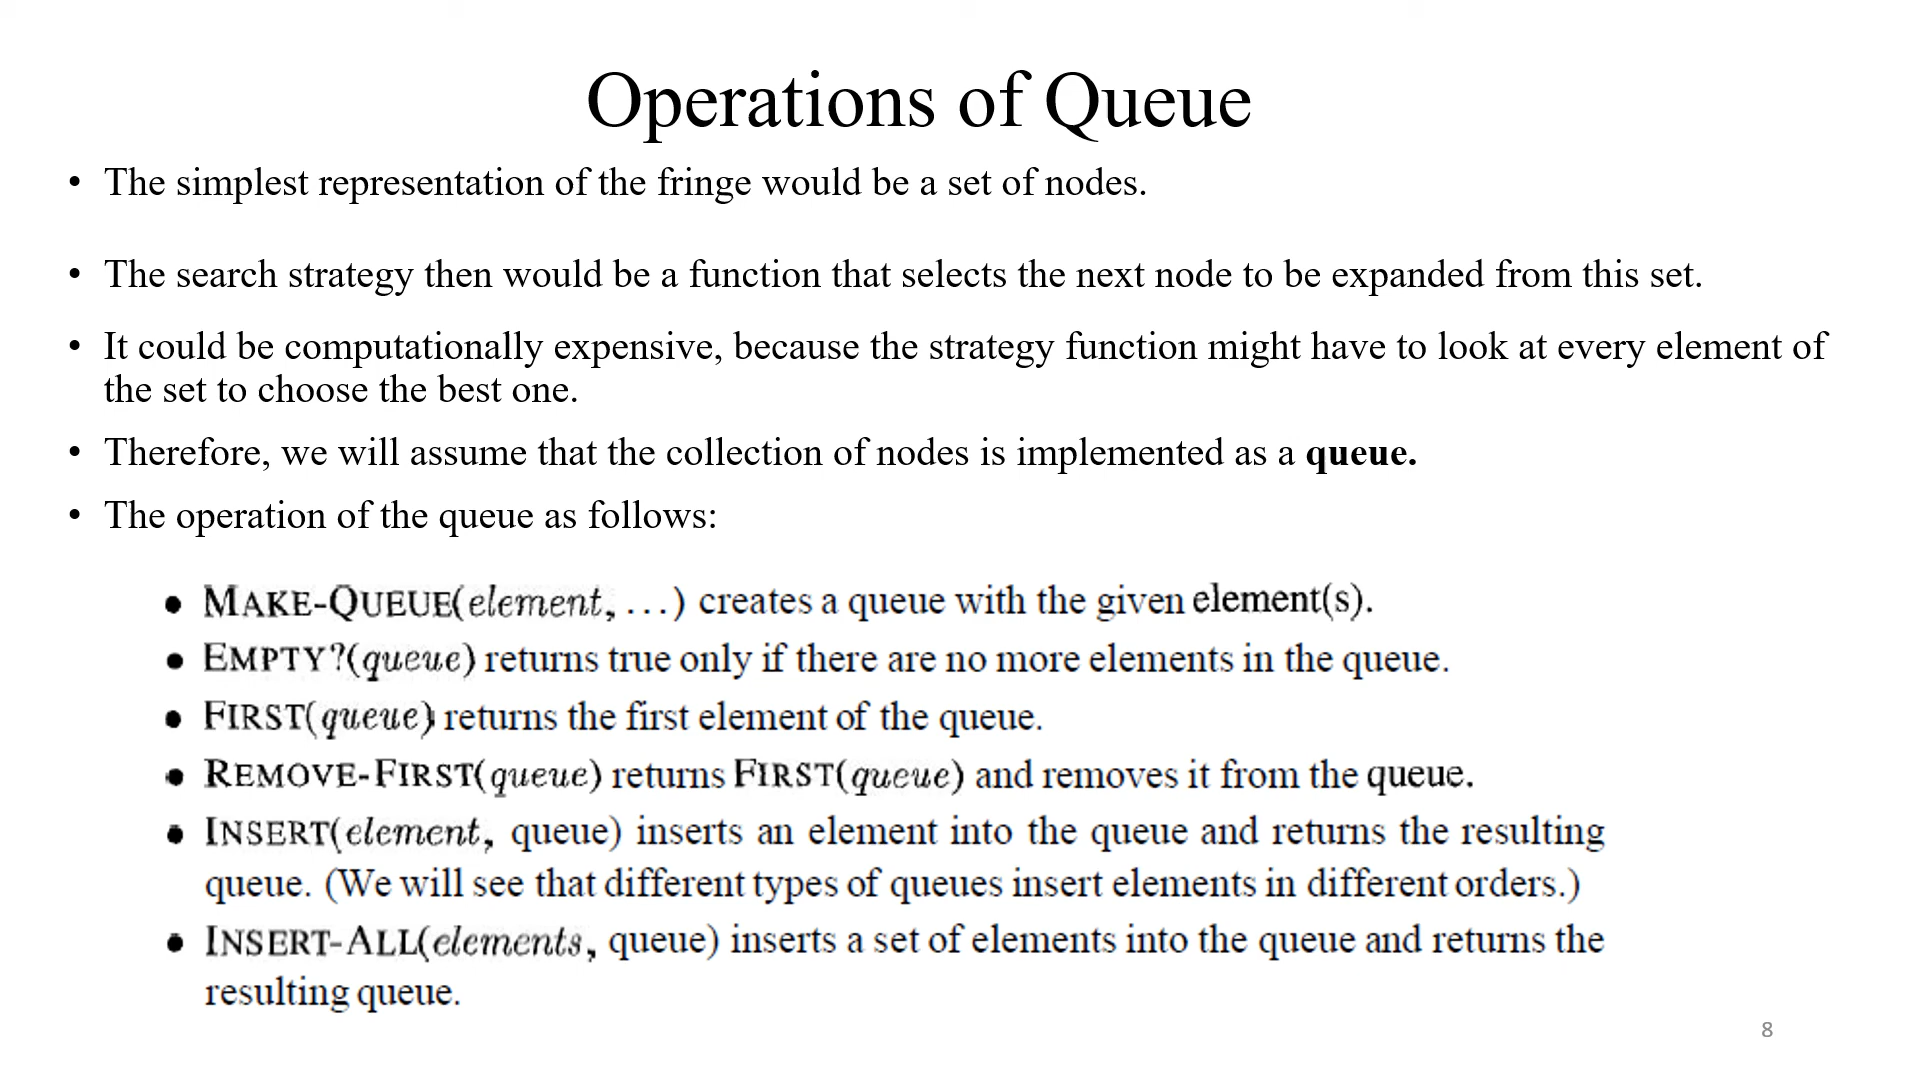 Operations of Queue
• The simplest representation of the fringe would be a set of nodes.
• The search strategy then would be a function that selects the next node to be expanded from this set.
• It could be computationally expensive, because the strategy function might have to look at every element of
the set to choose the best one.
• Therefore, we will assume that the collection of nodes is implemented as a queue.
• The operation of the queue as follows:
● MAKE-QUEUE(element, ...) creates a queue with the given element(s).
● EMPTY?(queue) returns true only if there are no more elements in the queue.
● FIRST(queue) returns the first element of the queue.
● REMOVE-FIRST(queue) returns FIRST(queue) and removes it from the queue.
● INSERT(element, queue) inserts an element into the queue and returns the resulting
queue. (We will see that different types of queues insert elements in different orders.)
● INSERT-ALL(elements, queue) inserts a set of elements into the queue and returns the
resulting queue.
8